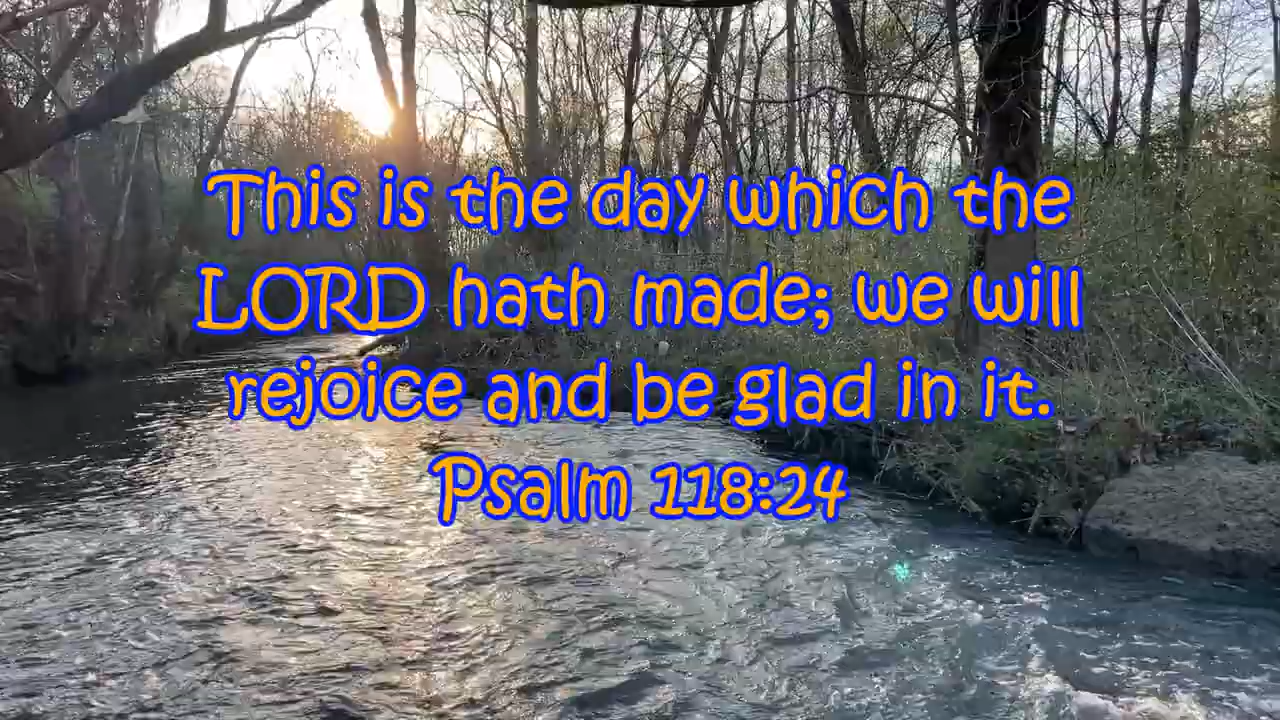 This is the day which the
LORD hath made; we will
rejoice and be glad in it.
Psalm 118:24